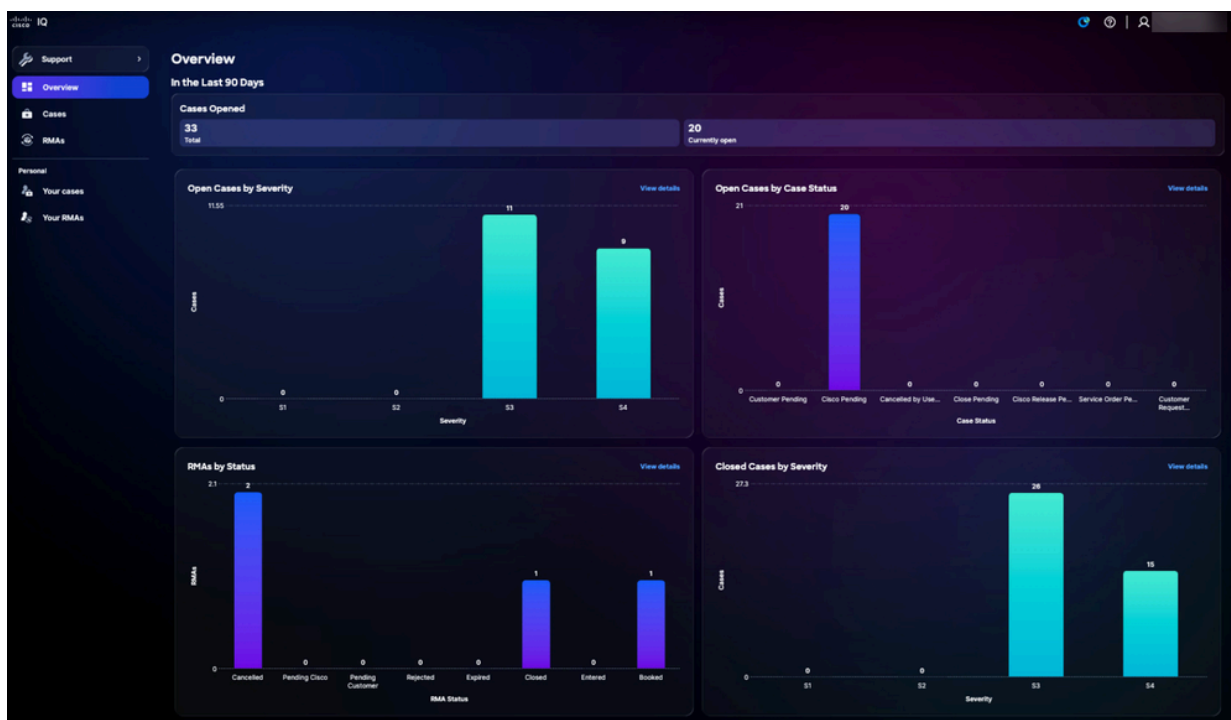 CISCO IQ
Support
Overview
Cases
RMAs
Personal
Your cases
Your RMAs
Overview
In the Last 90 Days
Cases Opened
33
Total
20
Currently open
Open Cases by Severity
View details
11.55
11
9
Cases
0
0
0
S1
S2
S3
S4
Severity
Open Cases by Case Status
View details
21
20
Cases
0
0
0
0
0
0
0
Customer Pending
Cisco Pending
Cancelled by Use...
Close Pending
Cisco Release Pe...
Service Order Pe...
Customer
Request...
Case Status
RMAs by Status
View details
2.1
2
RMAs
1
1
0
0
0
0
0
0
Cancelled
Pending Cisco
Pending
Customer
Rejected
Expired
Closed
Entered
Booked
RMA Status
Closed Cases by Severity
View details
27.3
26
15
Cases
0
0
0
S1
S2
S3
S4
Severity